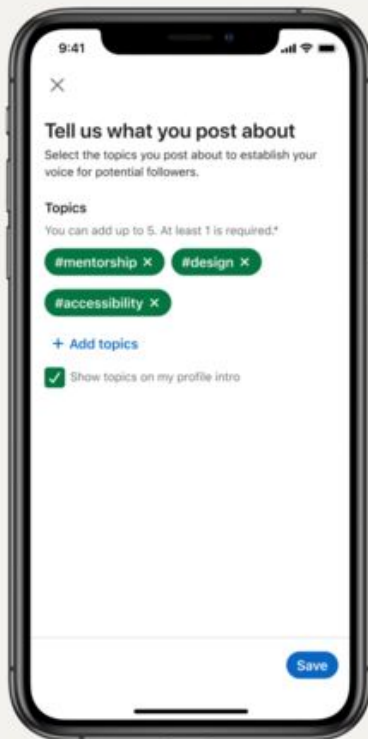 9:41
Tell us what you post about
Select the topics you post about to establish your
voice for potential followers.
Topics
You can add up to 5. At least 1 is required.*
#mentorship × #design ×
#accessibility ×
+ Add topics
Show topics on my profile intro
Save